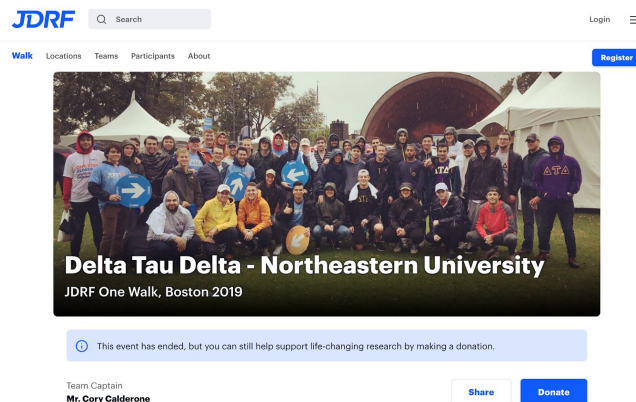 JDRF
Search
Login
Walk Locations Teams Participants About
Register
ΔΤΔ
Delta Tau Delta - Northeastern University
JDRF One Walk, Boston 2019
This event has ended, but you can still help support life-changing research by making a donation.
Team Captain
Mr. Cory Calderone
Share
Donate